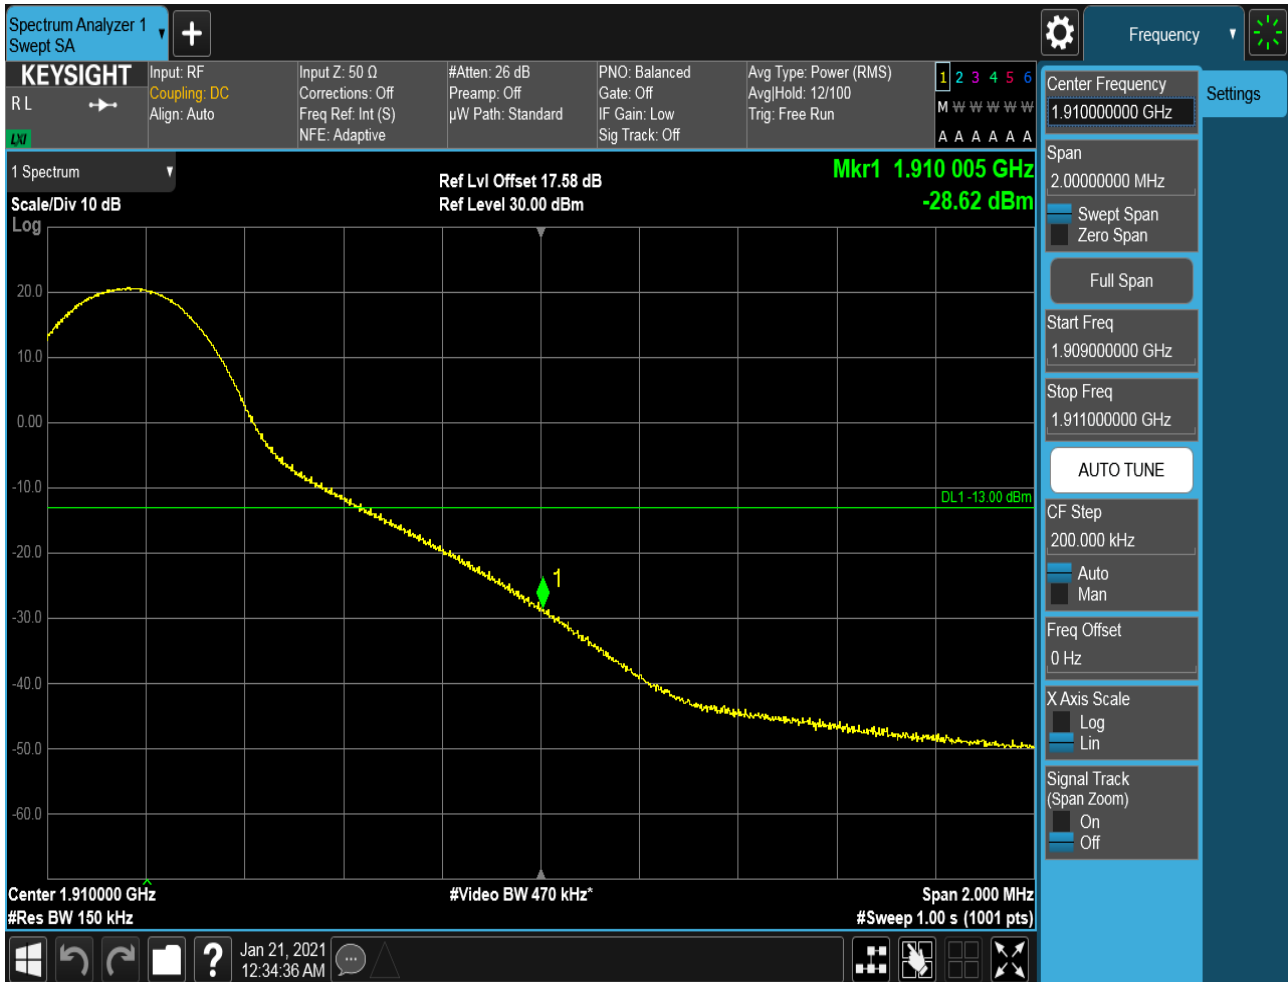 Spectrum Analyzer 1
Swept SA
+
Frequency
KEYSIGHT
R L
LXI
Input: RF
Coupling: DC
Align: Auto
Input Z: 50 Ω
Corrections: Off
Freq Ref: Int (S)
NFE: Adaptive
#Atten: 26 dB
Preamp: Off
µW Path: Standard
PNO: Balanced
Gate: Off
IF Gain: Low
Sig Track: Off
Avg Type: Power (RMS)
Avg|Hold: 12/100
Trig: Free Run
1 2 3 4 5 6
M W W W W W
A A A A A A
1 Spectrum
Scale/Div 10 dB
Log
Ref Lvl Offset 17.58 dB
Ref Level 30.00 dBm
Mkr1 1.910 005 GHz
-28.62 dBm
20.0
10.0
0.00
-10.0
DL1 -13.00 dBm
-20.0
1
-30.0
-40.0
-50.0
-60.0
Center 1.910000 GHz
#Res BW 150 kHz
#Video BW 470 kHz*
Span 2.000 MHz
#Sweep 1.00 s (1001 pts)
Center Frequency
1.910000000 GHz
Settings
Span
2.00000000 MHz
Swept Span
Zero Span
Full Span
Start Freq
1.909000000 GHz
Stop Freq
1.911000000 GHz
AUTO TUNE
CF Step
200.000 kHz
Auto
Man
Freq Offset
0 Hz
X Axis Scale
Log
Lin
Signal Track
(Span Zoom)
On
Off
?
Jan 21, 2021
12:34:36 AM